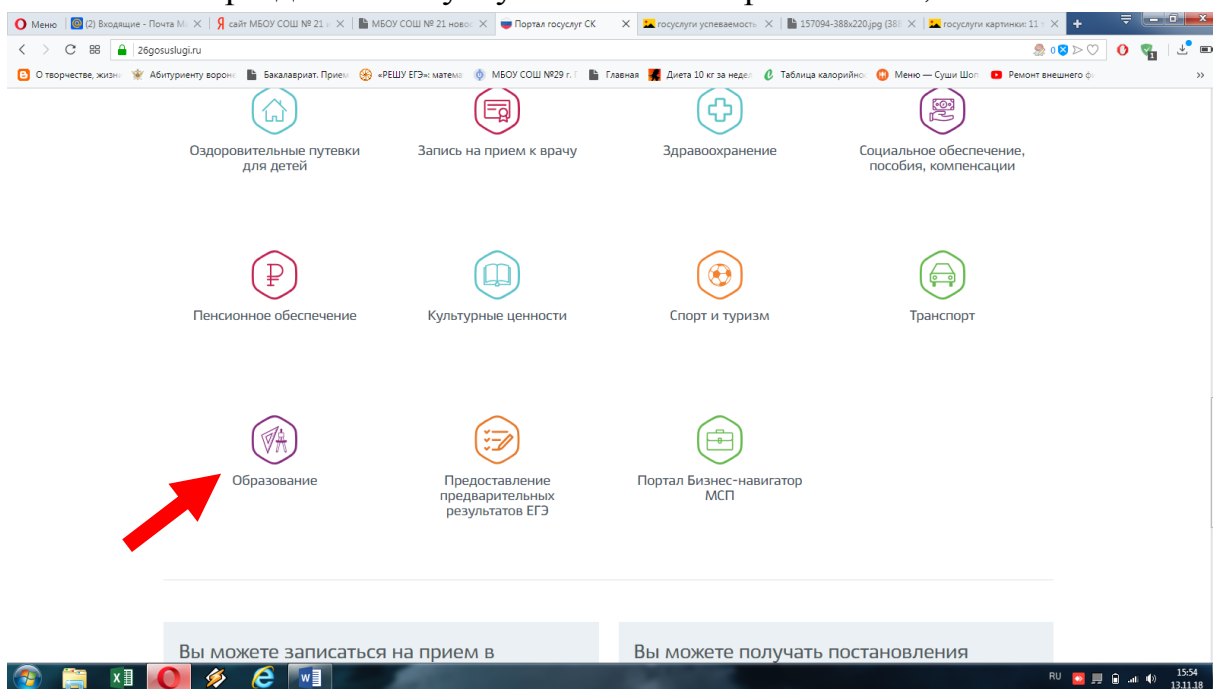 Меню
(2) Входящие - Почта Ма
сайт МБОУ СОШ № 21
МБОУ СОШ № 21 новос
Портал госуслуг СК
госуслуги успеваемость
157094-388x220.jpg (388
госуслуги картинки: 11 т
26gosuslugi.ru
О творчестве, жизн
Абитуриенту ворон
Бакалавриат. Прием
«РЕШУ ЕГЭ»: матема
МБОУ СОШ №29 г. Г
Главная
Диета 10 кг за недел
Таблица калорийнос
Меню — Суши Шоп
Ремонт внешнего ф
Оздоровительные путевки
для детей
Запись на прием к врачу
Здравоохранение
Социальное обеспечение,
пособия, компенсации
Пенсионное обеспечение
Культурные ценности
Спорт и туризм
Транспорт
Образование
Предоставление
предварительных
результатов ЕГЭ
Портал Бизнес-навигатор
МСП
Вы можете записаться на прием в
Вы можете получать постановления
RU
15:54
13.11.18